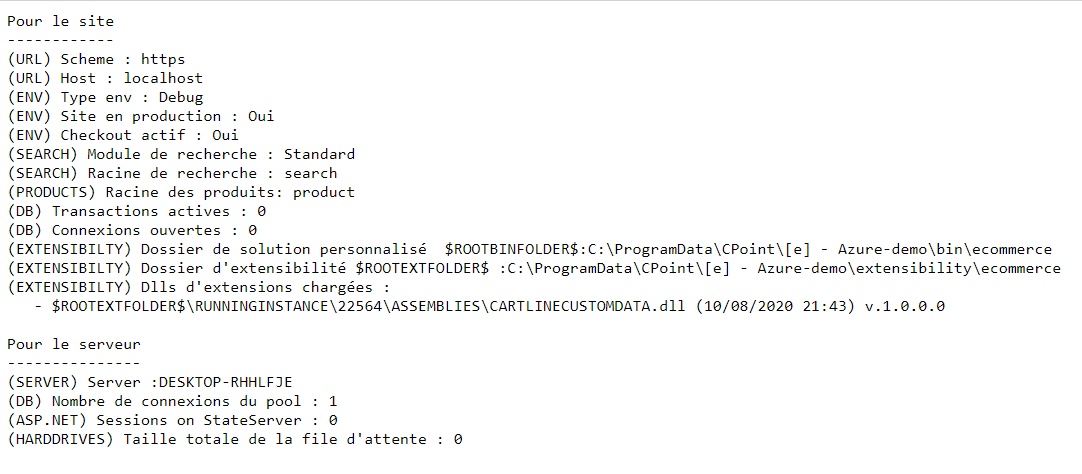 Pour le site
------------
(URL) Scheme : https
(URL) Host : localhost
(ENV) Type env : Debug
(ENV) Site en production : Oui
(ENV) Checkout actif : Oui
(SEARCH) Module de recherche : Standard
(SEARCH) Racine de recherche : search
(PRODUCTS) Racine des produits: product
(DB) Transactions actives : 0
(DB) Connexions ouvertes : 0
(EXTENSIBILTY) Dossier de solution personnalisé  $ROOTBINFOLDER$:C:\ProgramData\CPoint\[e] - Azure-demo\bin\ecommerce
(EXTENSIBILTY) Dossier d'extensibilité $ROOTEXTFOLDER$ :C:\ProgramData\CPoint\[e] - Azure-demo\extensibility\ecommerce
(EXTENSIBILTY) Dlls d'extensions chargées :
   - $ROOTEXTFOLDER$\RUNNINGINSTANCE\22564\ASSEMBLIES\CARTLINECUSTOMDATA.dll (10/08/2020 21:43) v.1.0.0.0
Pour le serveur
---------------
(SERVER) Server :DESKTOP-RHHLFJE
(DB) Nombre de connexions du pool : 1
(ASP.NET) Sessions on StateServer : 0
(HARDDRIVES) Taille totale de la file d'attente : 0